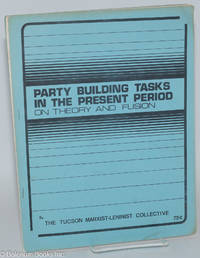 PARTY BUILDING TASKS
IN THE PRESENT PERIOD
ON THEORY AND FUSION
By
THE TUCSON MARXIST-LENINIST COLLECTIVE
75¢
© Bolerium Books Inc.